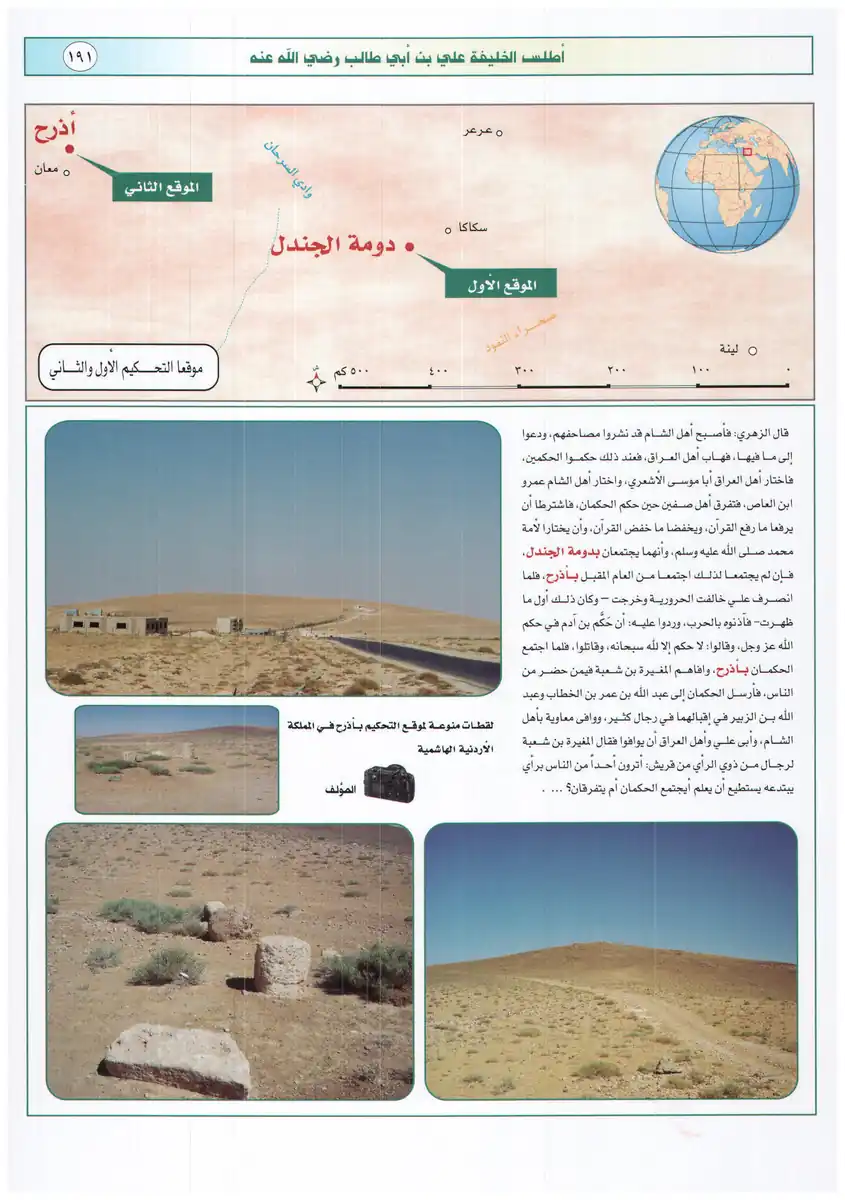 أطلس الخليفة علي بن أبي طالب رضي الله عنه
١٩١
أذرح
معان
الموقع الثاني
وادي السرحان
عرعر
سكاكا
دومة الجندل
الموقع الأول
صحراء النفود
لينة
موقعا التحكيم الأول والثاني
٠ ١٠٠ ٢٠٠ ٣٠٠ ٤٠٠ ٥٠٠ كم
قال الزهري: فأصبح أهل الشام قد نشروا مصاحفهم، ودعوا
إلى ما فيها، فهاب أهل العراق، فعند ذلك حكموا الحكمين،
فاختار أهل العراق أبا موسى الأشعري، واختار أهل الشام عمرو
ابن العاص، فتفرق أهل صفين حين حكم الحكمان، فاشترطا أن
يرفعا ما رفع القرآن، ويخفضا ما خفض القرآن، وأن يختارا لأمة
محمد صلى الله عليه وسلم، وأنهما يجتمعان بدومة الجندل،
فإن لم يجتمعا لذلك اجتمعا من العام المقبل بأذرح، فلما
انصرف علي خالفت الحرورية وخرجت – وكان ذلك أول ما
ظهرت– فآذنوه بالحرب، وردوا عليه: أن حَكَّم بن آدم في حكم
الله عز وجل، وقالوا: لا حكم إلا لله سبحانه، وقاتلوا، فلما اجتمع
الحكمان بأذرح، وافاهم المغيرة بن شعبة فيمن حضر من
الناس، فأرسل الحكمان إلى عبد الله بن عمر بن الخطاب وعبد
الله بن الزبير في إقبالهما في رجال كثير، ووافى معاوية بأهل
الشام، وأبى علي وأهل العراق أن يوافوا فقال المغيرة بن شعبة
لرجال من ذوي الرأي من قريش: أترون أحداً من الناس برأي
يبتدعه يستطيع أن يعلم أيجتمع الحكمان أم يتفرقان؟ ... .
لقطات منوعة لموقع التحكيم بأذرح في المملكة
الأردنية الهاشمية
المؤلف